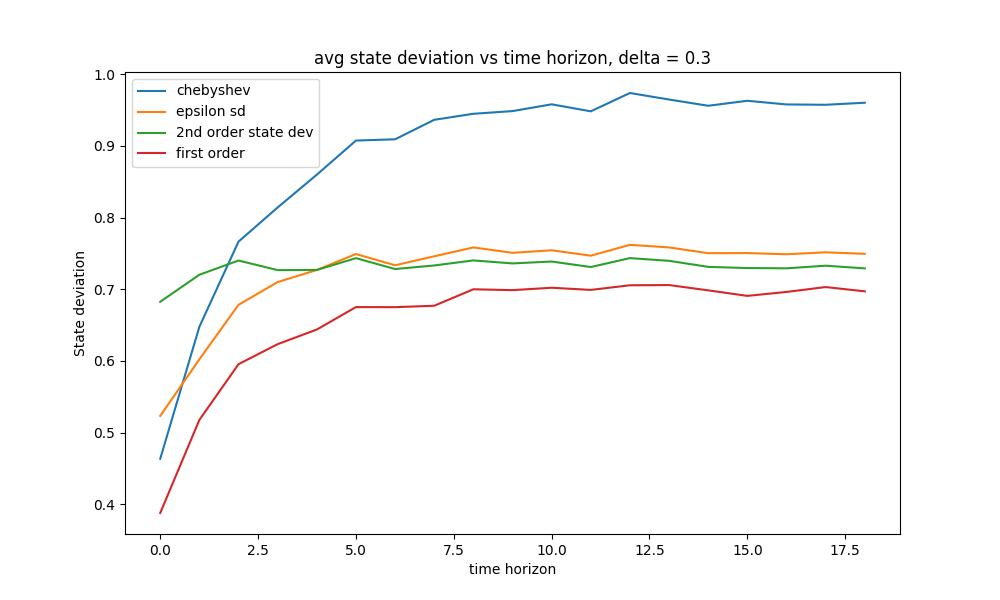 avg state deviation vs time horizon, delta = 0.3
chebyshev
epsilon sd
2nd order state dev
first order
State deviation
1.0
0.9
0.8
0.7
0.6
0.5
0.4
0.0 2.5 5.0 7.5 10.0 12.5 15.0 17.5
time horizon